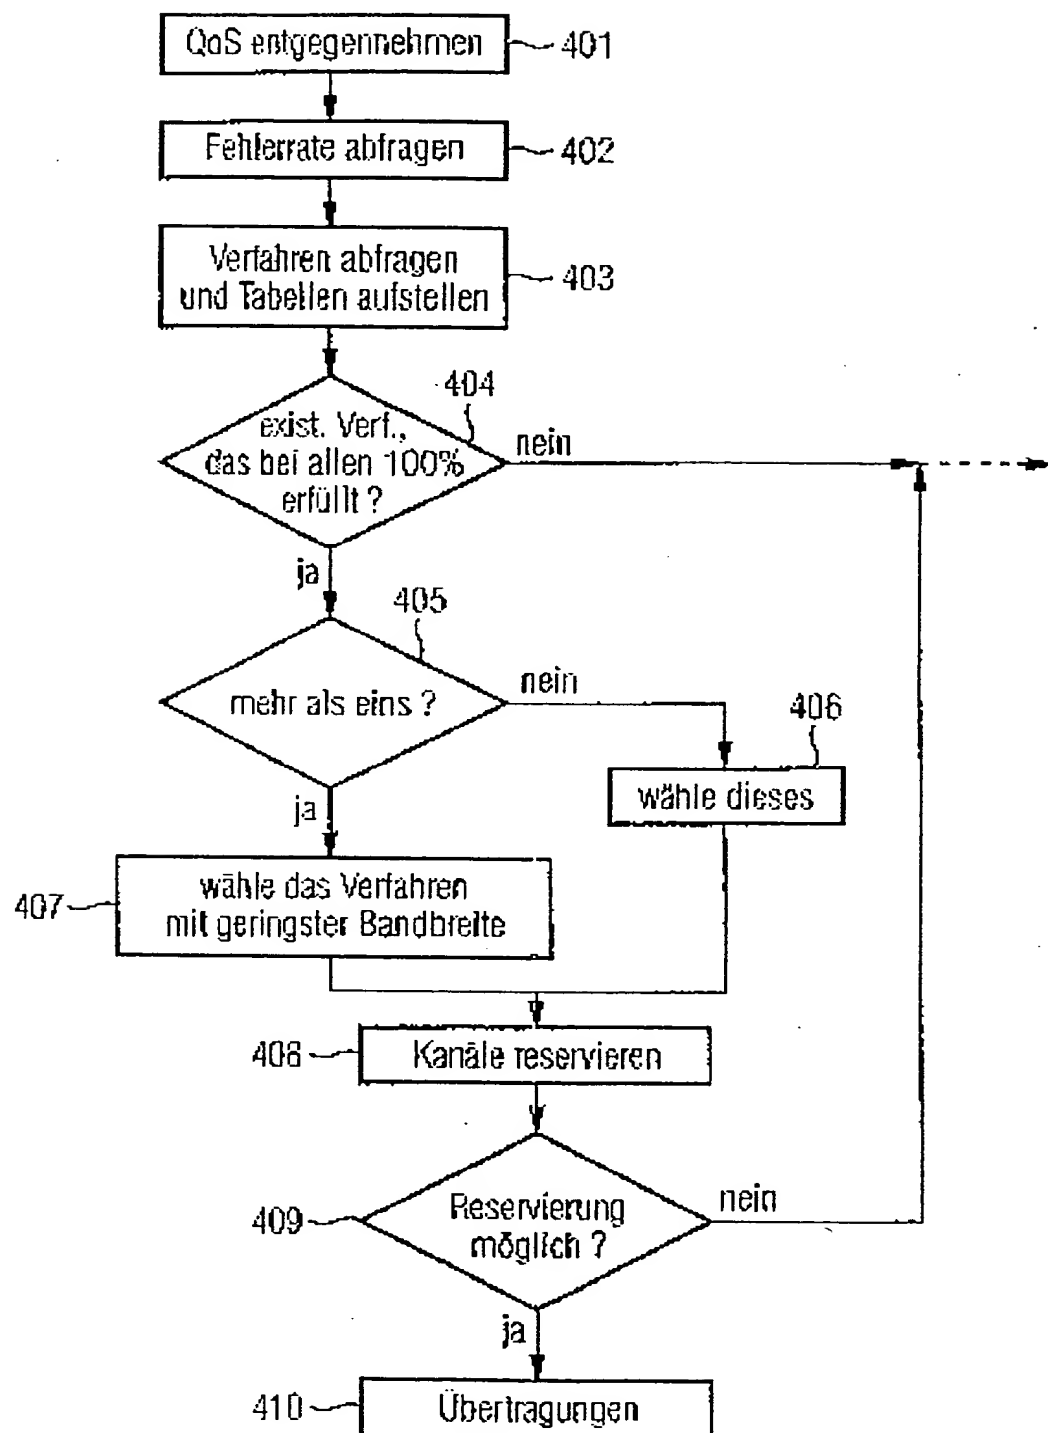 QoS entgegennehmen
401
Fehlerrate abfragen
402
Verfahren abfragen
und Tabellen aufstellen
403
404
exist. Verf.,
das bei allen 100%
erfüllt ?
nein
ja
405
mehr als eins ?
nein
406
wähle dieses
ja
407
wähle das Verfahren
mit geringster Bandbreite
408
Kanäle reservieren
409
Reservierung
möglich ?
nein
ja
410
Übertragungen